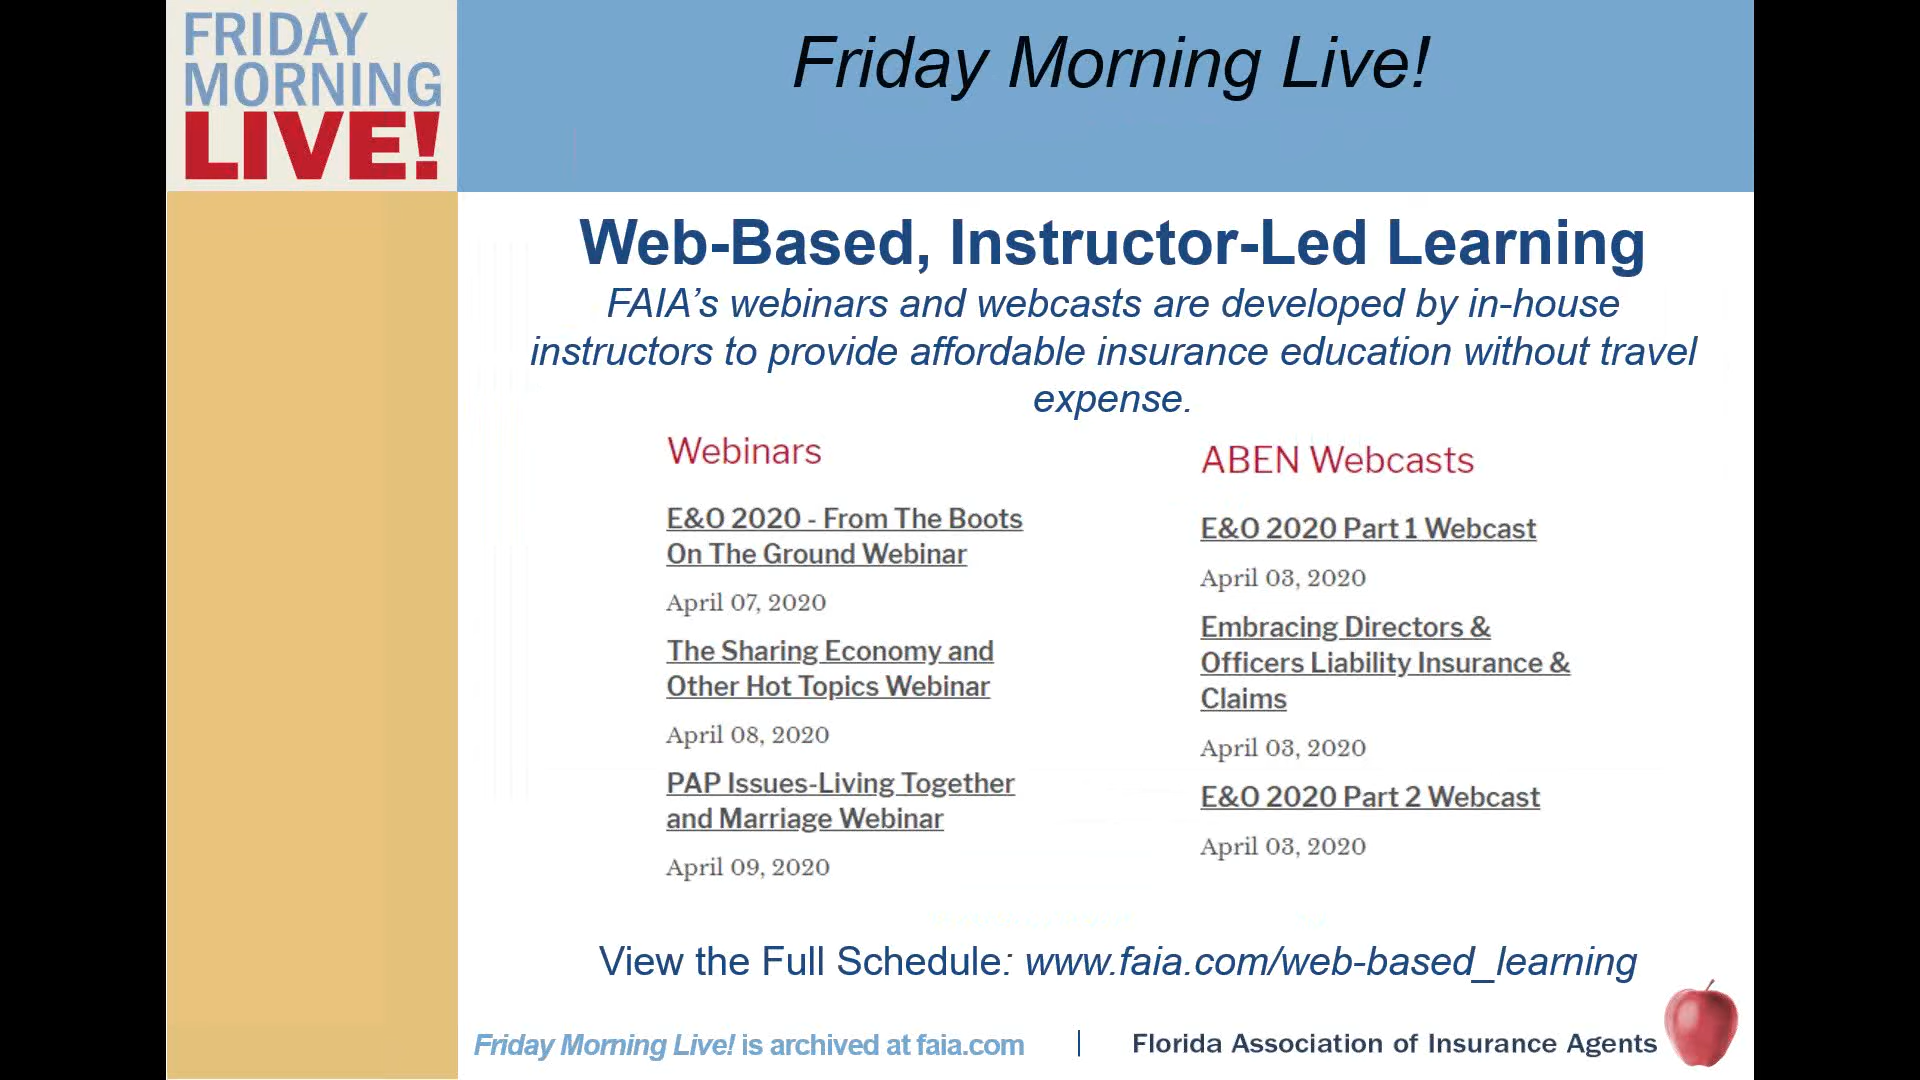 FRIDAY
MORNING
LIVE!
Friday Morning Live!
Web-Based, Instructor-Led Learning
FAIA’s webinars and webcasts are developed by in-house
instructors to provide affordable insurance education without travel
expense.
Webinars
E&O 2020 - From The Boots
On The Ground Webinar
April 07, 2020
The Sharing Economy and
Other Hot Topics Webinar
April 08, 2020
PAP Issues-Living Together
and Marriage Webinar
April 09, 2020
ABEN Webcasts
E&O 2020 Part 1 Webcast
April 03, 2020
Embracing Directors &
Officers Liability Insurance &
Claims
April 03, 2020
E&O 2020 Part 2 Webcast
April 03, 2020
View the Full Schedule: www.faia.com/web-based_learning
Friday Morning Live! is archived at faia.com | Florida Association of Insurance Agents